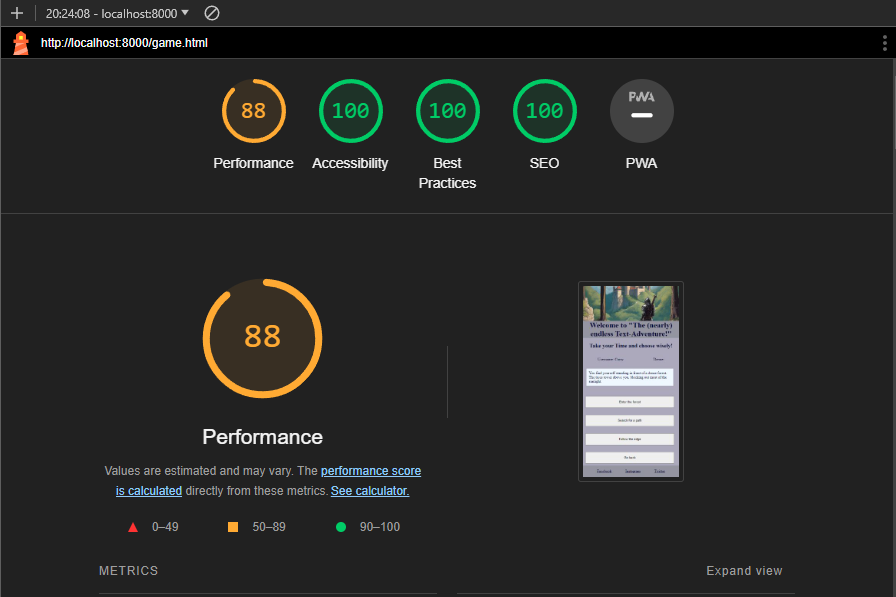 20:24:08 - localhost:8000
http://localhost:8000/game.html
88
100
100
100
PWA
Performance
Accessibility
Best
Practices
SEO
PWA
88
Performance
Values are estimated and may vary. The performance score
is calculated directly from these metrics. See calculator.
0–49
50–89
90–100
METRICS
Expand view
Welcome to "The (nearly)
endless Text-Adventure!"
Take your Time and choose wisely!